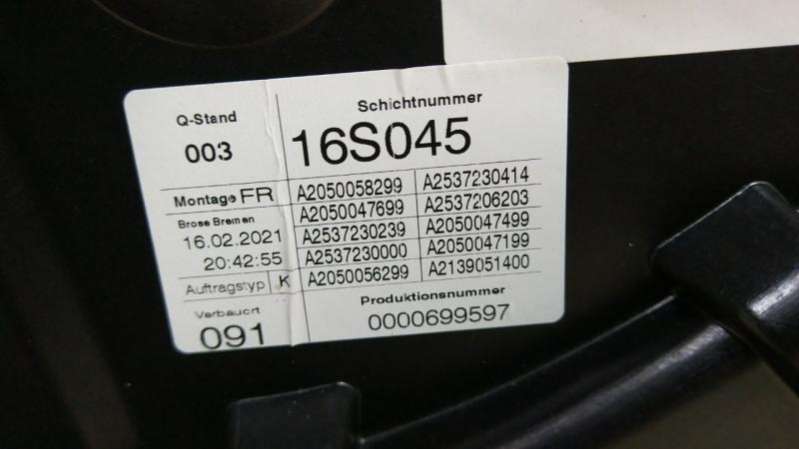 Q-Stand
003
Schichtnummer
16S045
Montage FR
Brose Bremen
16.02.2021
20:42:55
Auftragstyp K
Verbaucrt
091
A2050058299 A2537230414
A2050047699 A2537206203
A2537230239 A2050047499
A2537230000 A2050047199
A2050056299 A2139051400
Produktionsnummer
0000699597